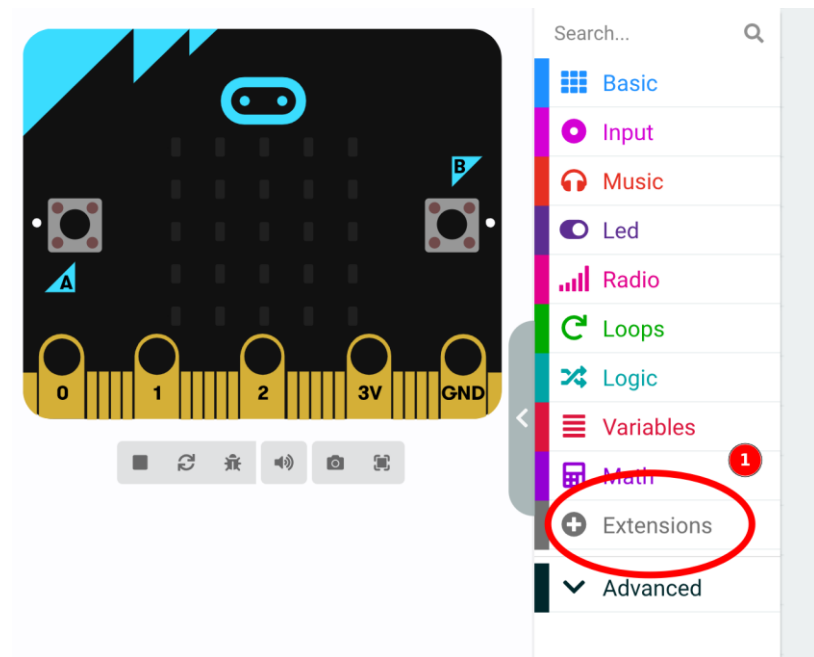 Search...
Basic
Input
Music
Led
Radio
Loops
Logic
Variables
Math
Extensions
Advanced
1
B
A
0 1 2 3V GND